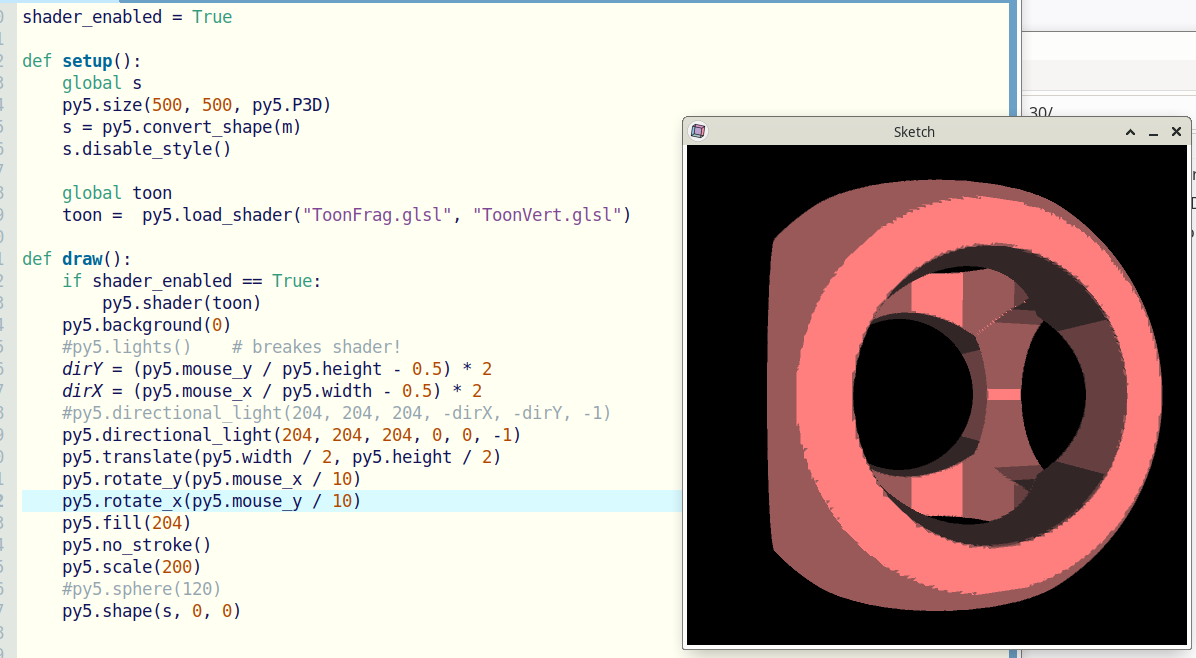 shader_enabled = True
def setup():
    global s
    py5.size(500, 500, py5.P3D)
    s = py5.convert_shape(m)
    s.disable_style()
    global toon
    toon =  py5.load_shader("ToonFrag.glsl", "ToonVert.glsl")
def draw():
    if shader_enabled == True:
        py5.shader(toon)
    py5.background(0)
    #py5.lights()    # breakes shader!
    dirY = (py5.mouse_y / py5.height - 0.5) * 2
    dirX = (py5.mouse_x / py5.width - 0.5) * 2
    #py5.directional_light(204, 204, 204, -dirX, -dirY, -1)
    py5.directional_light(204, 204, 204, 0, 0, -1)
    py5.translate(py5.width / 2, py5.height / 2)
    py5.rotate_y(py5.mouse_x / 10)
    py5.rotate_x(py5.mouse_y / 10)
    py5.fill(204)
    py5.no_stroke()
    py5.scale(200)
    #py5.sphere(120)
    py5.shape(s, 0, 0)
30/
Sketch